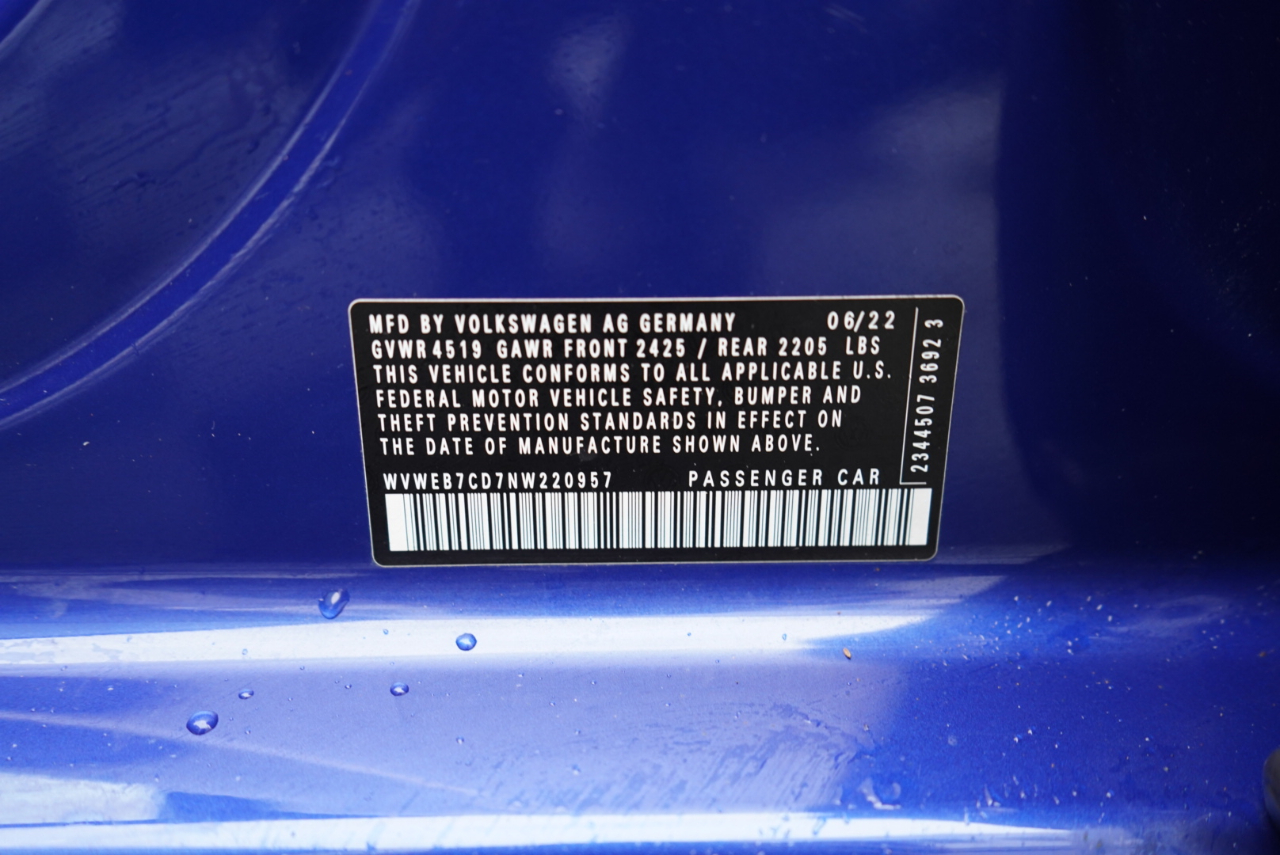 MFD BY VOLKSWAGEN AG GERMANY 06/22
GVWR 4519 GAWR FRONT 2425 / REAR 2205 LBS
THIS VEHICLE CONFORMS TO ALL APPLICABLE U.S.
FEDERAL MOTOR VEHICLE SAFETY, BUMPER AND
THEFT PREVENTION STANDARDS IN EFFECT ON
THE DATE OF MANUFACTURE SHOWN ABOVE.
WVWEB7CD7NW220957 PASSENGER CAR
2344507 3692 3